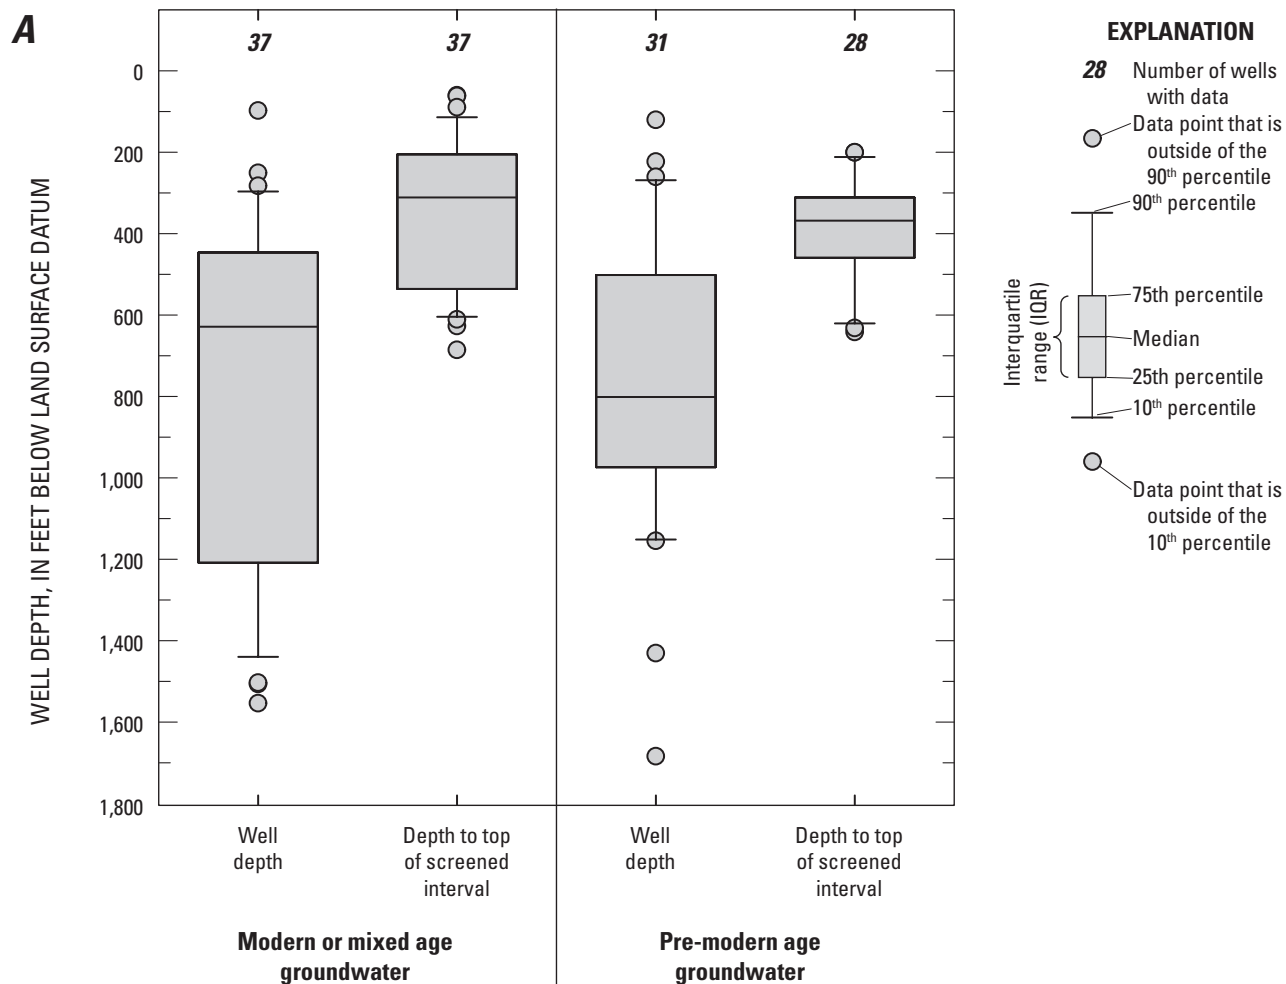 A
37
37
31
28
WELL DEPTH, IN FEET BELOW LAND SURFACE DATUM
0
200
400
600
800
1,000
1,200
1,400
1,600
1,800
Well
depth
Depth to top
of screened
interval
Well
depth
Depth to top
of screened
interval
Modern or mixed age
groundwater
Pre-modern age
groundwater
EXPLANATION
28 Number of wells
with data
Data point that is
outside of the
90th percentile
90th percentile
Interquartile
range (IQR)
75th percentile
Median
25th percentile
10th percentile
Data point that is
outside of the
10th percentile